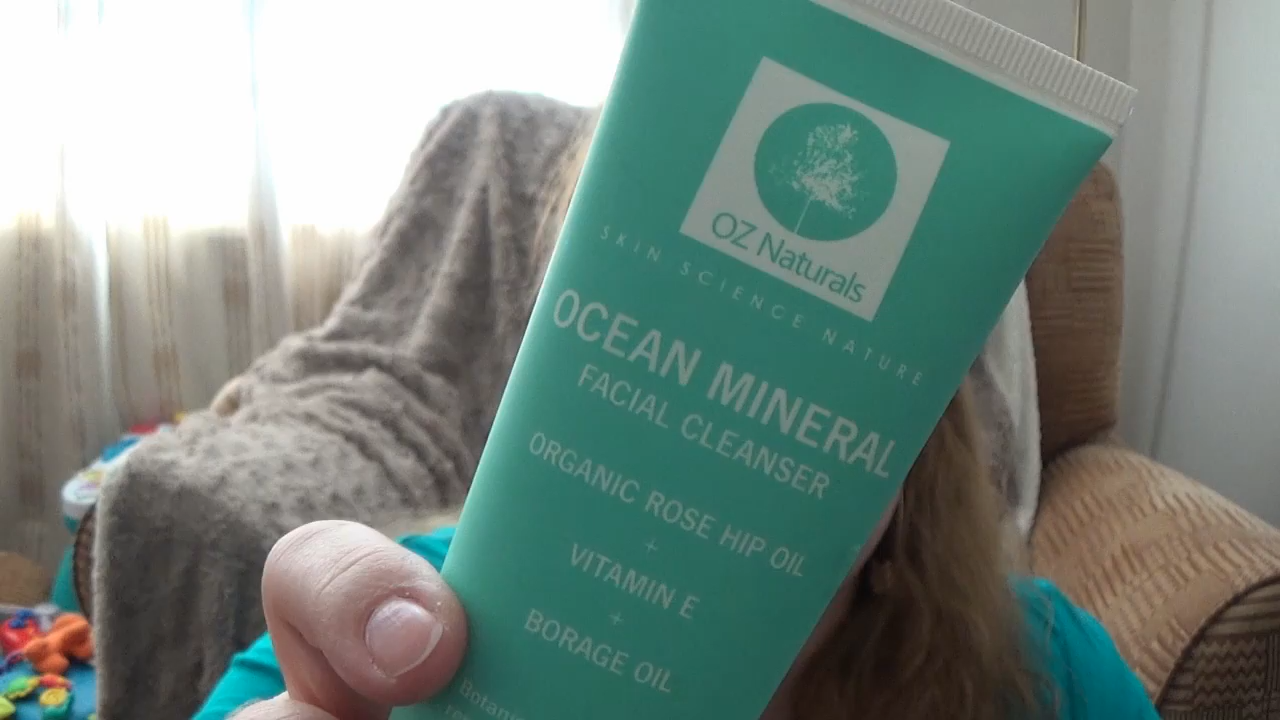 OZ Naturals
SKIN SCIENCE NATURE
OCEAN MINERAL
FACIAL CLEANSER
ORGANIC ROSE HIP OIL
+
VITAMIN E
+
BORAGE OIL